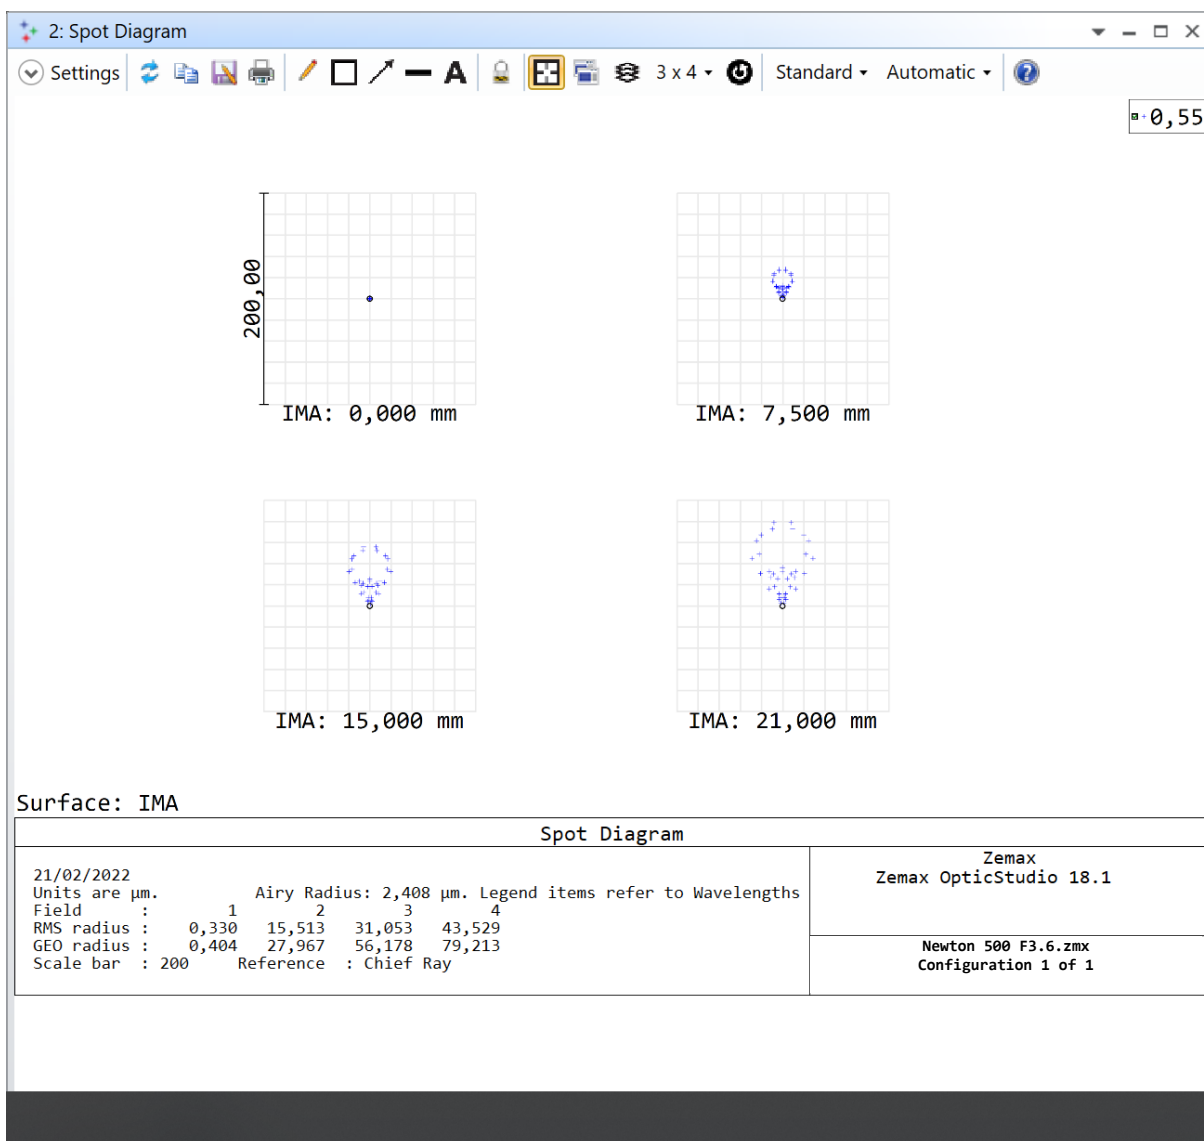 2: Spot Diagram
Settings
3 x 4
Standard
Automatic
0,55
200,00
IMA: 0,000 mm
IMA: 7,500 mm
IMA: 15,000 mm
IMA: 21,000 mm
Surface: IMA
Spot Diagram
21/02/2022
Units are µm. Airy Radius: 2,408 µm. Legend items refer to Wavelengths
Field : 1 2 3 4
RMS radius : 0,330 15,513 31,053 43,529
GEO radius : 0,404 27,967 56,178 79,213
Scale bar : 200 Reference : Chief Ray
Zemax
Zemax OpticStudio 18.1
Newton 500 F3.6.zmx
Configuration 1 of 1